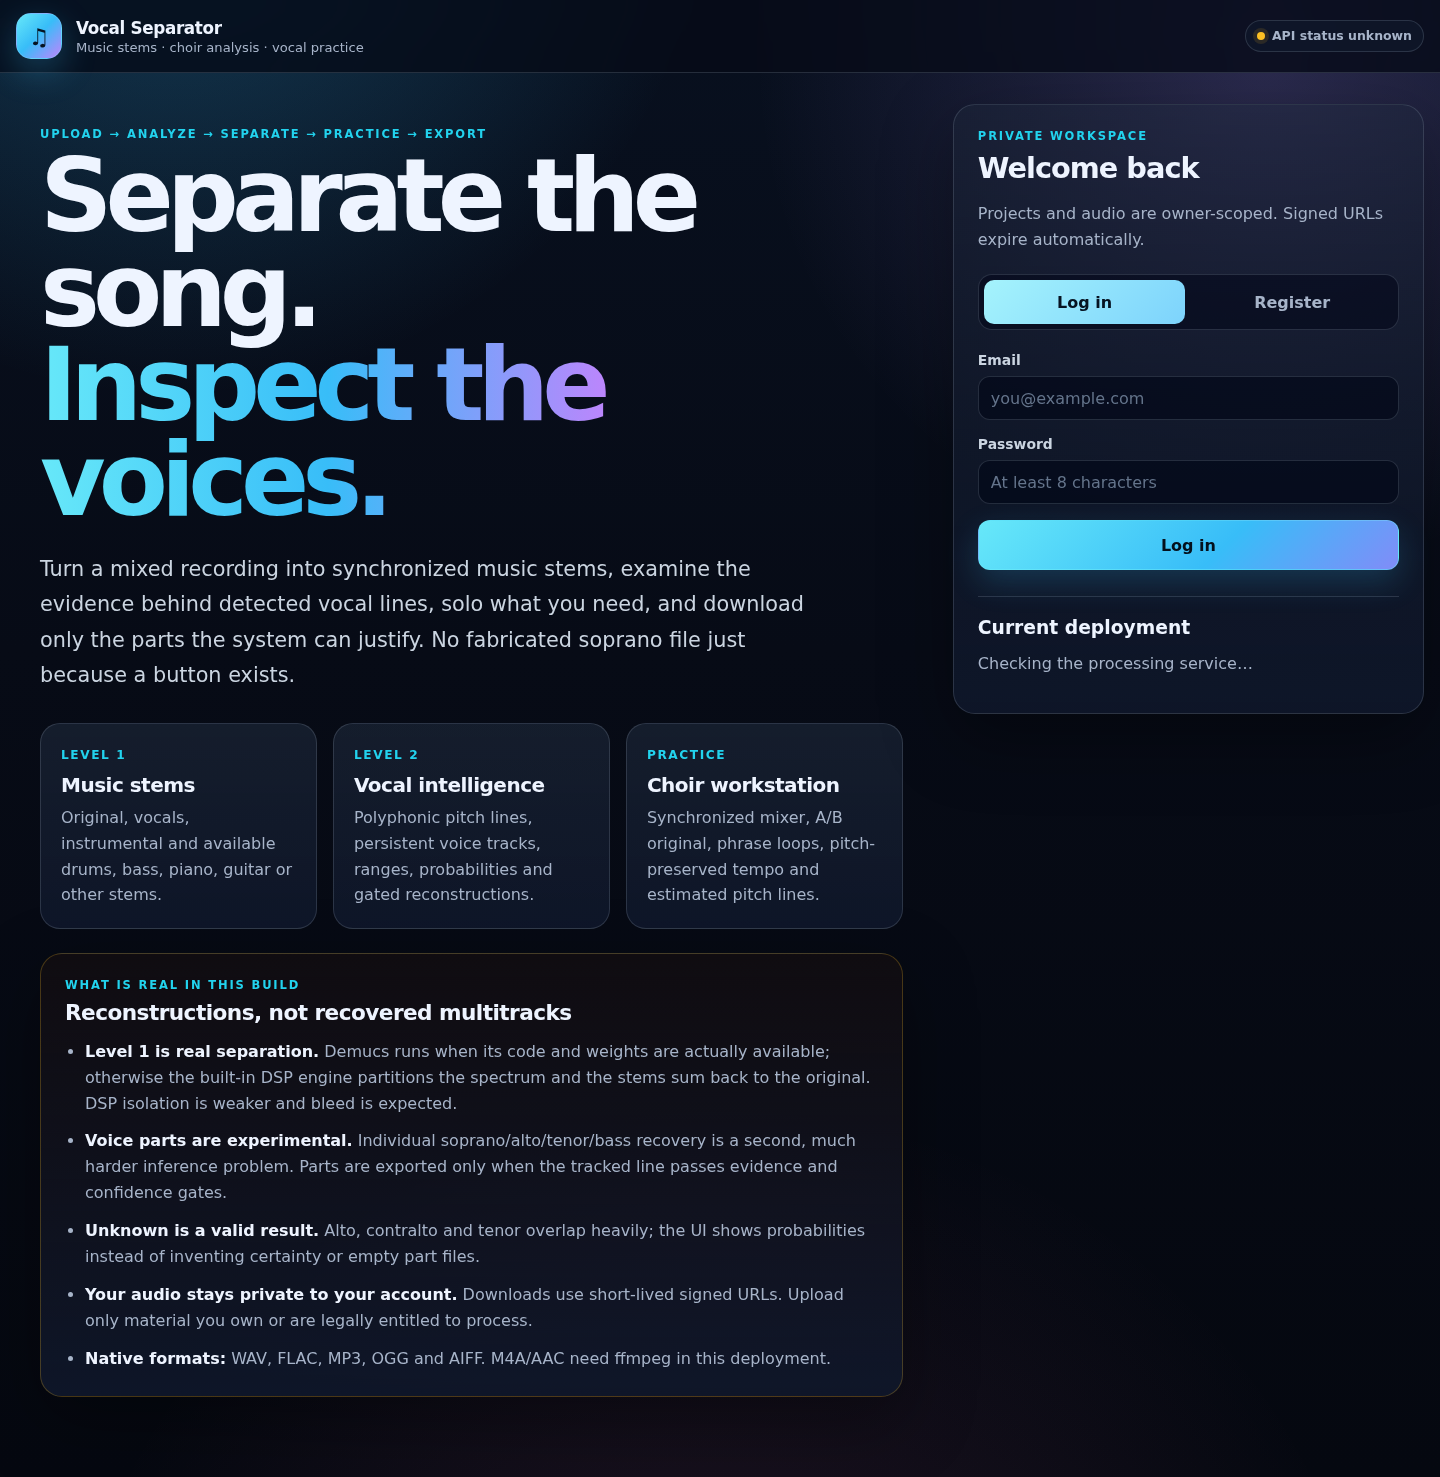 Vocal Separator
Music stems · choir analysis · vocal practice
API status unknown
UPLOAD → ANALYZE → SEPARATE → PRACTICE → EXPORT
Separate the
song.
Inspect the
voices.
Turn a mixed recording into synchronized music stems, examine the
evidence behind detected vocal lines, solo what you need, and download
only the parts the system can justify. No fabricated soprano file just
because a button exists.
LEVEL 1
Music stems
Original, vocals,
instrumental and available
drums, bass, piano, guitar or
other stems.
LEVEL 2
Vocal intelligence
Polyphonic pitch lines,
persistent voice tracks,
ranges, probabilities and
gated reconstructions.
PRACTICE
Choir workstation
Synchronized mixer, A/B
original, phrase loops, pitch-
preserved tempo and
estimated pitch lines.
WHAT IS REAL IN THIS BUILD
Reconstructions, not recovered multitracks
• Level 1 is real separation. Demucs runs when its code and weights are actually available;
otherwise the built-in DSP engine partitions the spectrum and the stems sum back to the original.
DSP isolation is weaker and bleed is expected.
• Voice parts are experimental. Individual soprano/alto/tenor/bass recovery is a second, much
harder inference problem. Parts are exported only when the tracked line passes evidence and
confidence gates.
• Unknown is a valid result. Alto, contralto and tenor overlap heavily; the UI shows probabilities
instead of inventing certainty or empty part files.
• Your audio stays private to your account. Downloads use short-lived signed URLs. Upload
only material you own or are legally entitled to process.
• Native formats: WAV, FLAC, MP3, OGG and AIFF. M4A/AAC need ffmpeg in this deployment.
PRIVATE WORKSPACE
Welcome back
Projects and audio are owner-scoped. Signed URLs
expire automatically.
Log in
Register
Email
you@example.com
Password
At least 8 characters
Log in
Current deployment
Checking the processing service…